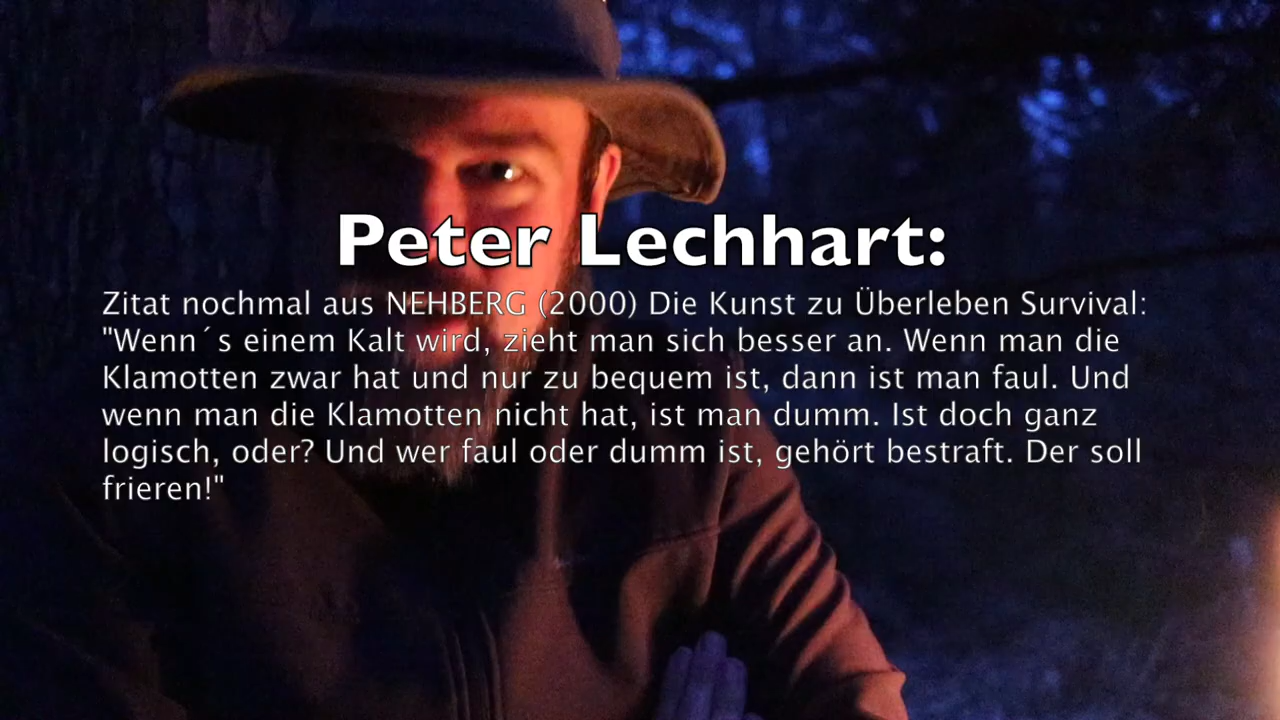 Peter Lechhart:
Zitat nochmal aus NEHBERG (2000) Die Kunst zu Überleben Survival:
"Wenn´s einem Kalt wird, zieht man sich besser an. Wenn man die
Klamotten zwar hat und nur zu bequem ist, dann ist man faul. Und
wenn man die Klamotten nicht hat, ist man dumm. Ist doch ganz
logisch, oder? Und wer faul oder dumm ist, gehört bestraft. Der soll
frieren!"